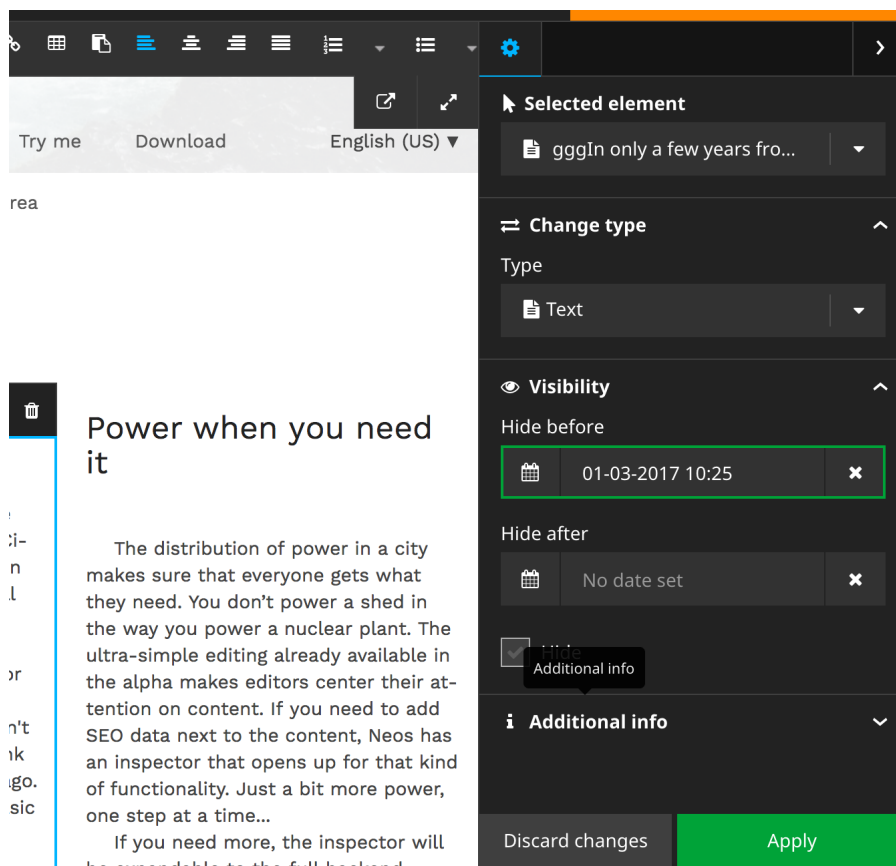 Try me Download English (US) ▼
rea
Power when you need
it
The distribution of power in a city
makes sure that everyone gets what
they need. You don’t power a shed in
the way you power a nuclear plant. The
ultra-simple editing already available in
the alpha makes editors center their at-
tention on content. If you need to add
SEO data next to the content, Neos has
an inspector that opens up for that kind
of functionality. Just a bit more power,
one step at a time...
If you need more, the inspector will
n't
ago.
sic
Selected element
gggIn only a few years fro...
Change type
Type
Text
Visibility
Hide before
01-03-2017 10:25
Hide after
No date set
Hide
Additional info
Additional info
Discard changes Apply